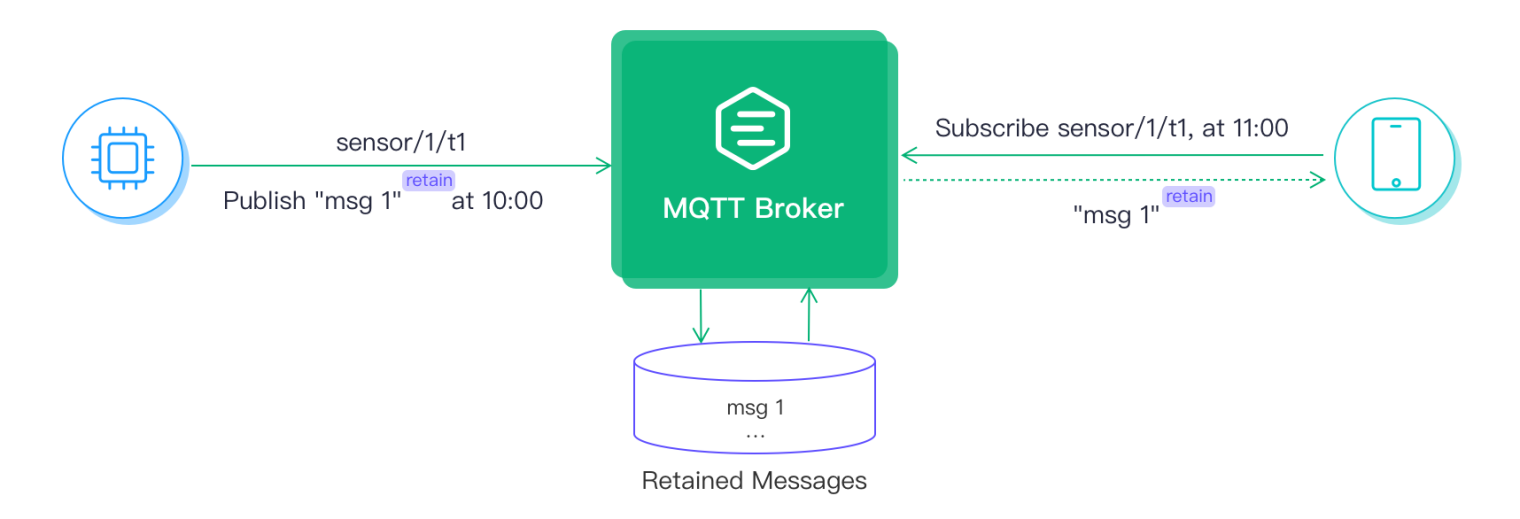 sensor/1/t1
Publish "msg 1" retain at 10:00
MQTT Broker
Subscribe sensor/1/t1, at 11:00
"msg 1" retain
msg 1
...
Retained Messages